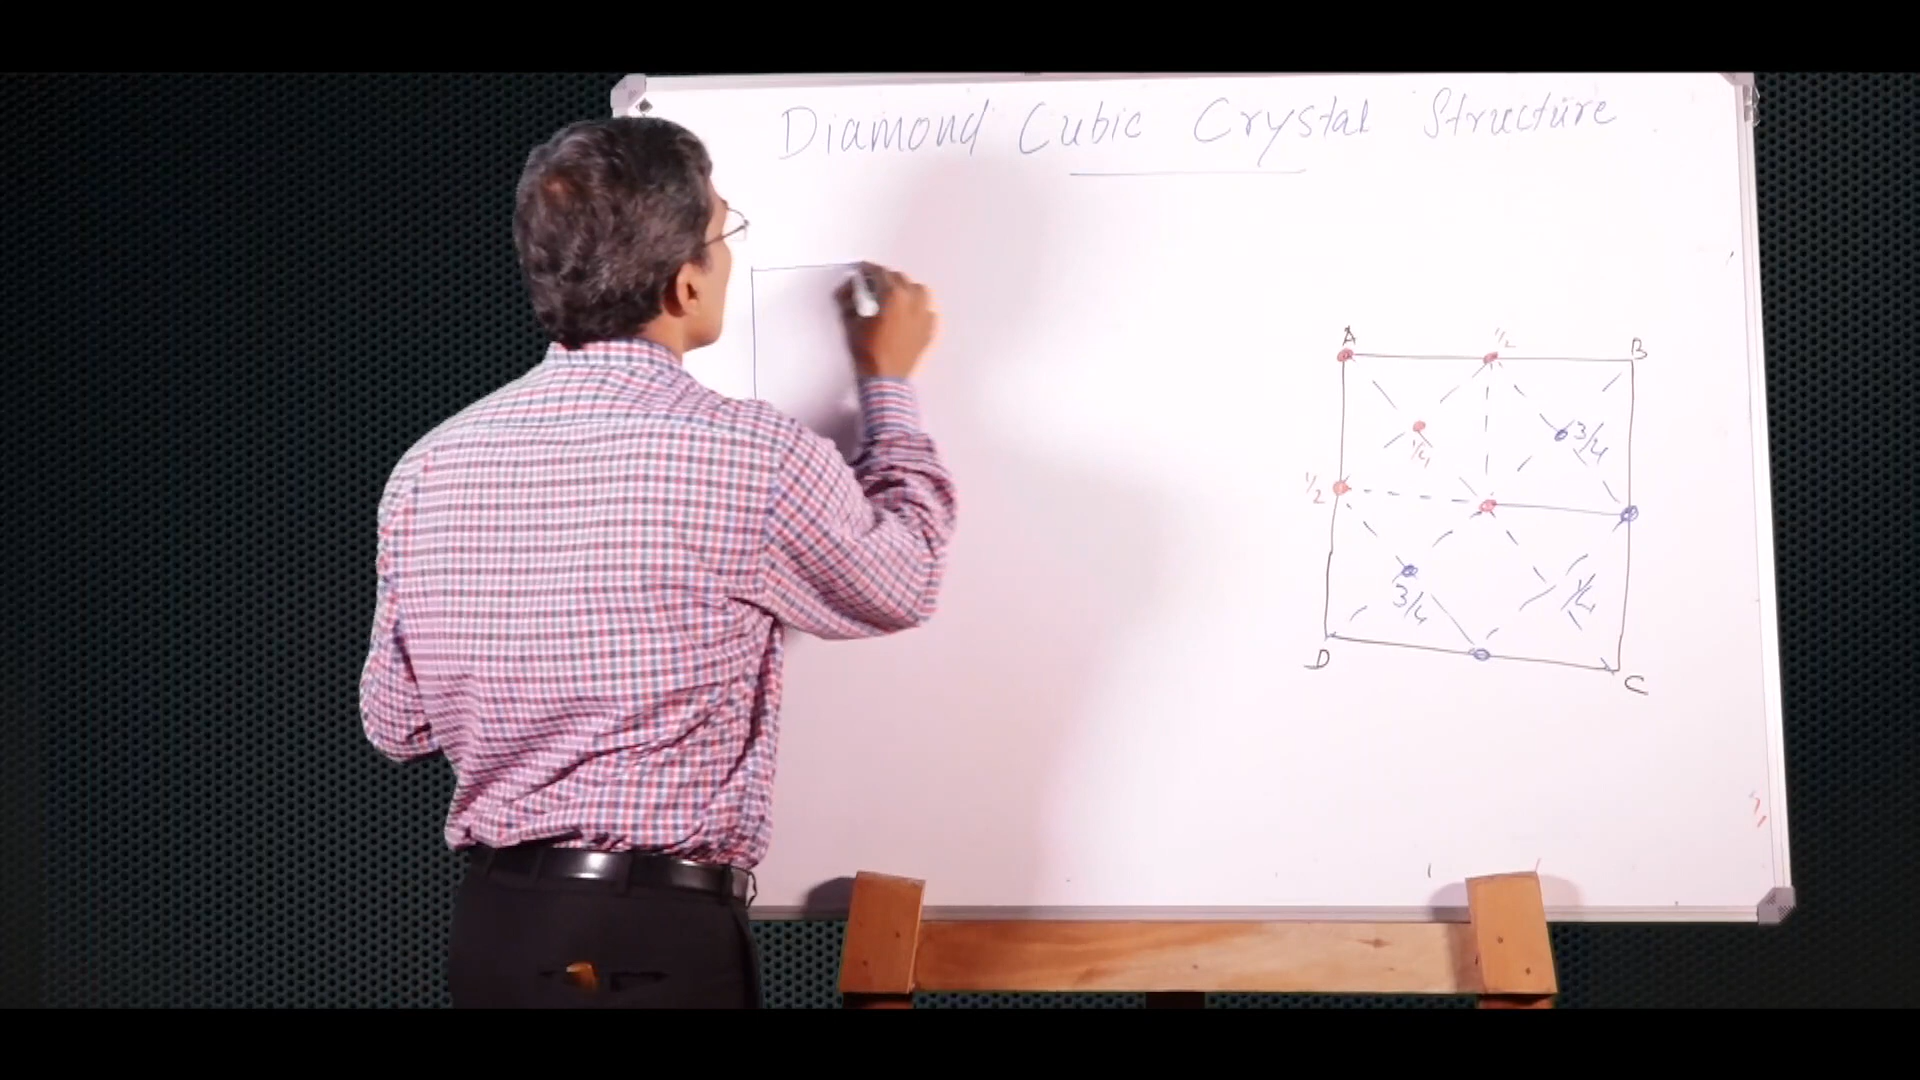 Diamond Cubic Crystal Structure
A 1/2 B
1/4 3/4
1/2
3/4 1/4
D C